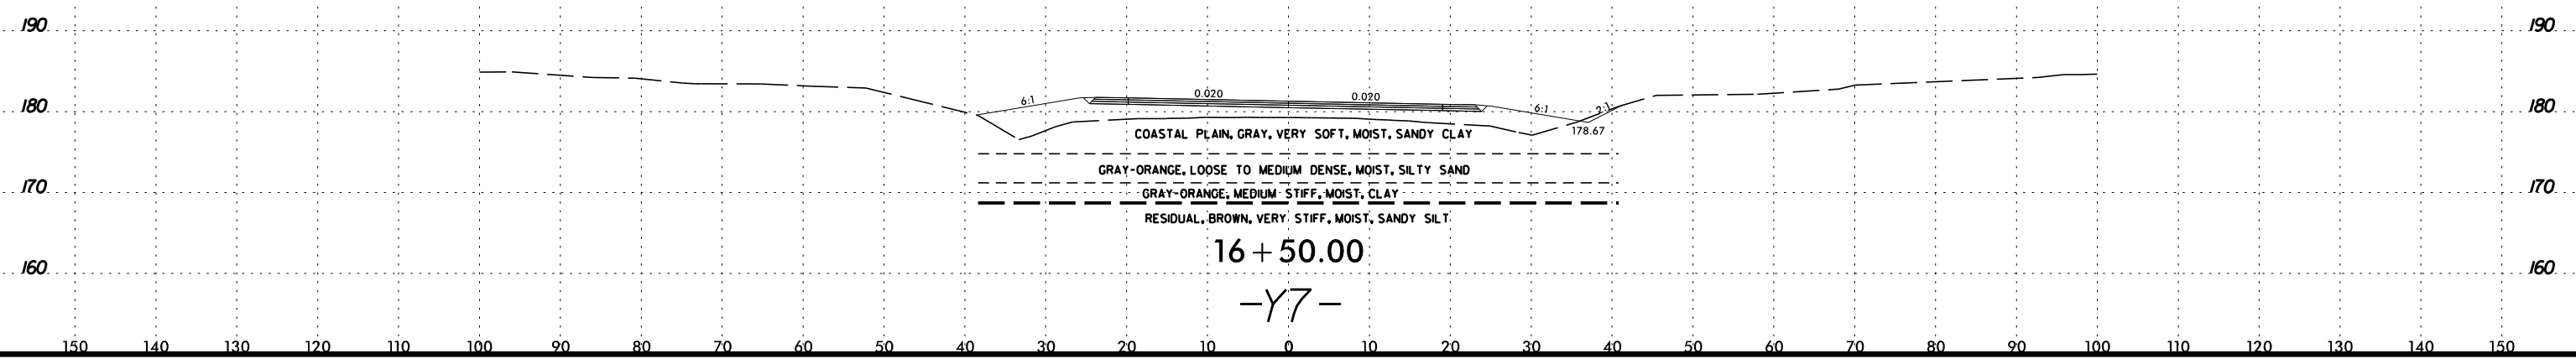 190 190
0.020 0.020
6:1 6:1 2:1
180 180
178.67
COASTAL PLAIN, GRAY, VERY SOFT, MOIST, SANDY CLAY
GRAY-ORANGE, LOOSE TO MEDIUM DENSE, MOIST, SILTY SAND
170 170
GRAY-ORANGE, MEDIUM STIFF, MOIST, CLAY
RESIDUAL, BROWN, VERY STIFF, MOIST, SANDY SILT
16+50.00
160 160
-Y7-
150 140 130 120 110 100 90 80 70 60 50 40 30 20 10 0 10 20 30 40 50 60 70 80 90 100 110 120 130 140 150